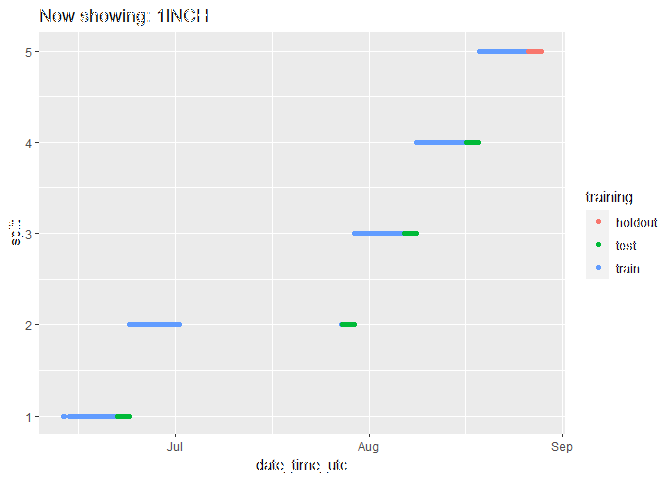 Now showing: 1INCH
5
4
3
2
1
split
Jul
Aug
Sep
date_time_utc
training
holdout
test
train